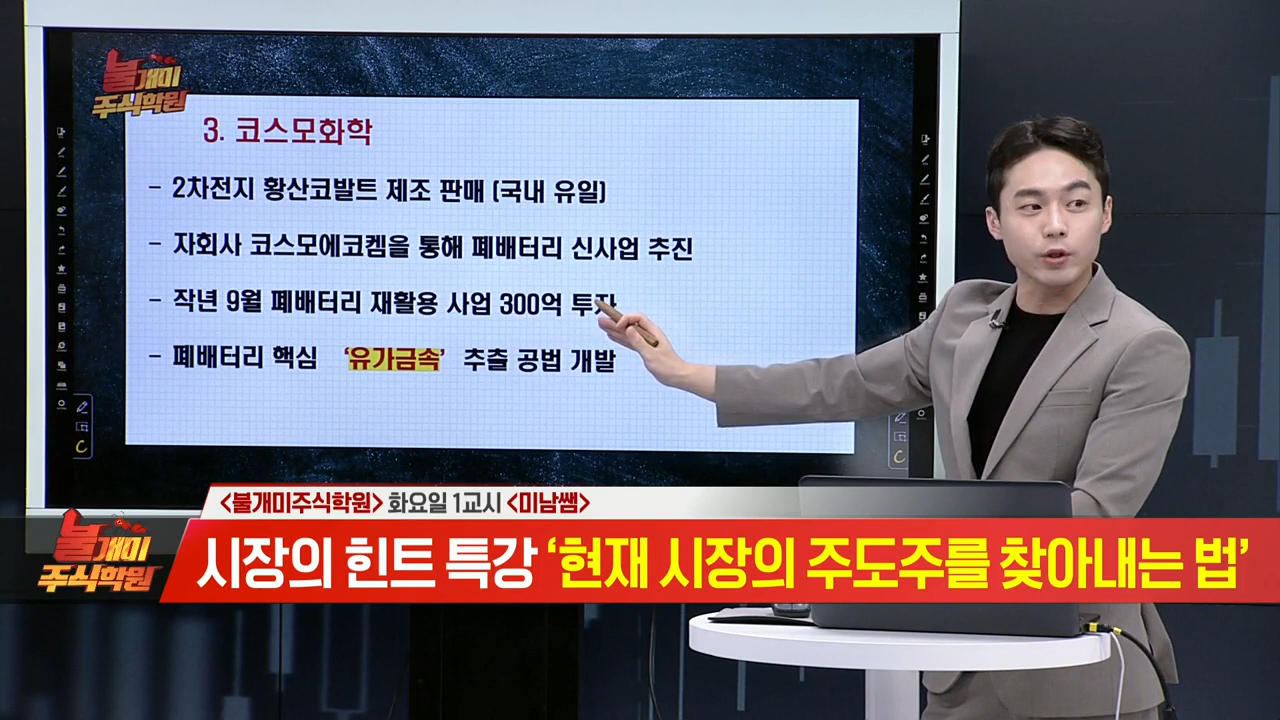 불개미
주식학원
3. 코스모화학
- 2차전지 황산코발트 제조 판매 (국내 유일)
- 자회사 코스모에코켐을 통해 폐배터리 신사업 추진
- 작년 9월 폐배터리 재활용 사업 300억 투자
- 폐배터리 핵심 '유가금속' 추출 공법 개발
<불개미주식학원> 화요일 1교시 <미남쌤>
불개미
주식학원
시장의 힌트 특강 '현재 시장의 주도주를 찾아내는 법'